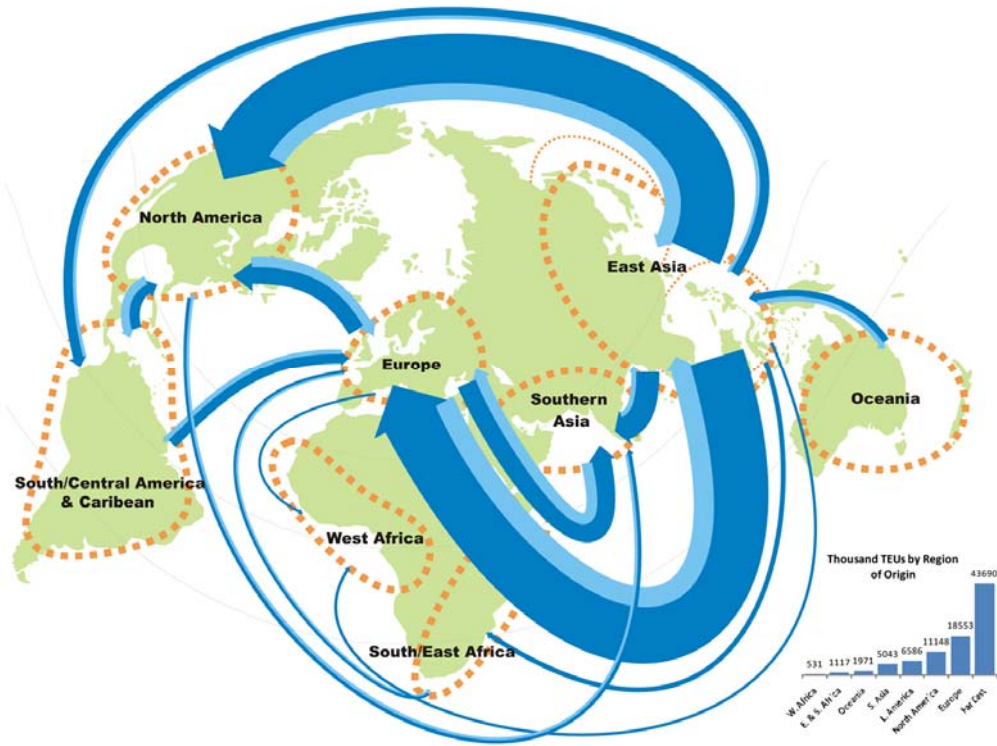 North America
East Asia
Europe
Southern
Asia
Oceania
South/Central America
& Caribean
West Africa
South/East Africa
Thousand TEUs by Region
of Origin
43690
18553
11148
6586
5043
1971
1117
531
W. Africa
E. & S. Africa
Oceania
S. Asia
L. America
North America
Europe
Far East